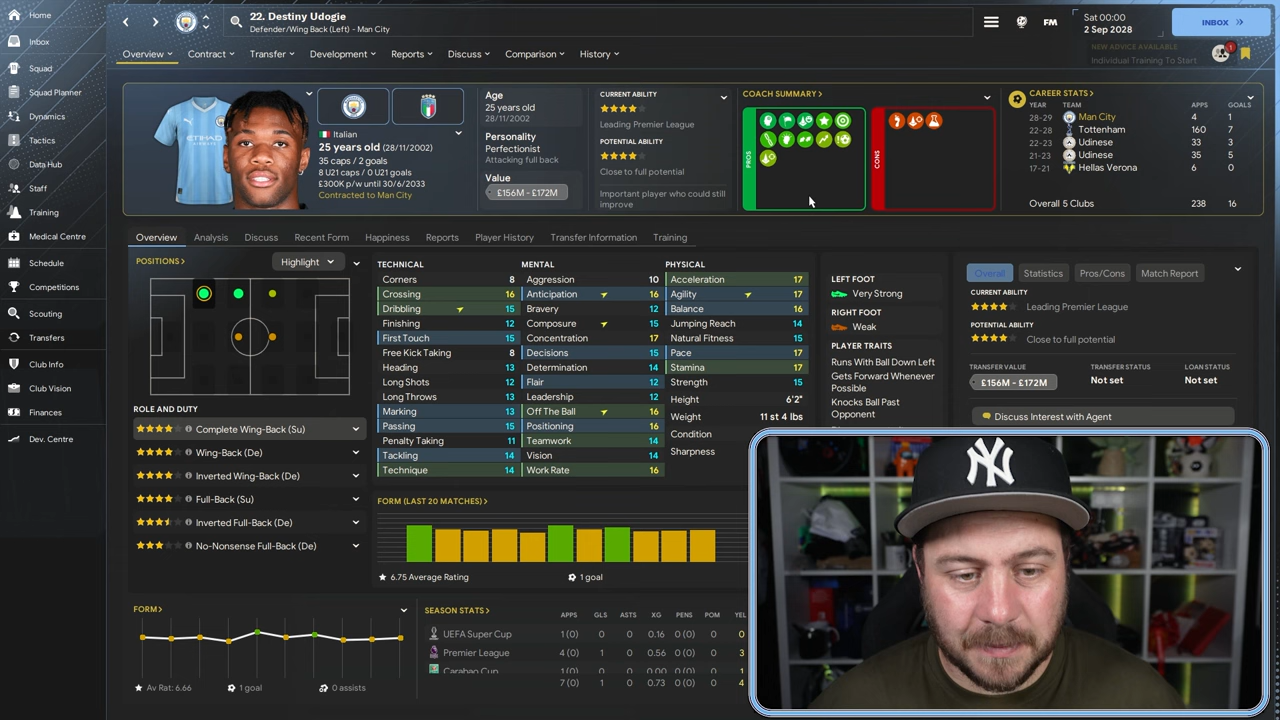 Home
Inbox
Squad
Squad Planner
Dynamics
Tactics
Data Hub
Staff
Training
Medical Centre
Schedule
Competitions
Scouting
Transfers
Club Info
Club Vision
Finances
Dev. Centre
22. Destiny Udogie
Defender/Wing Back (Left) - Man City
FM
Sat 00:00
2 Sep 2028
INBOX
NEW ADVICE AVAILABLE
Individual Training To Start
1
Overview
Contract
Transfer
Development
Reports
Discuss
Comparison
History
ETIHAD
Italian
25 years old (28/11/2002)
35 caps / 2 goals
8 U21 caps / 0 U21 goals
£300K p/w until 30/6/2033
Contracted to Man City
Age
25 years old
28/11/2002
Personality
Perfectionist
Attacking full back
Value
£156M - £172M
CURRENT ABILITY
Leading Premier League
POTENTIAL ABILITY
Close to full potential
Important player who could still
improve
COACH SUMMARY >
PROS
CONS
CAREER STATS >
YEAR TEAM APPS GOALS
28-29 Man City 4 1
22-28 Tottenham 160 7
22-23 Udinese 33 3
21-23 Udinese 35 5
17-21 Hellas Verona 6 0
Overall 5 Clubs 238 16
Overview
Analysis
Discuss
Recent Form
Happiness
Reports
Player History
Transfer Information
Training
POSITIONS >
Highlight
ROLE AND DUTY
Complete Wing-Back (Su)
Wing-Back (De)
Inverted Wing-Back (De)
Full-Back (Su)
Inverted Full-Back (De)
No-Nonsense Full-Back (De)
TECHNICAL
Corners 8
Crossing 16
Dribbling 15
Finishing 12
First Touch 15
Free Kick Taking 8
Heading 13
Long Shots 12
Long Throws 13
Marking 13
Passing 15
Penalty Taking 11
Tackling 14
Technique 14
MENTAL
Aggression 10
Anticipation 16
Bravery 12
Composure 15
Concentration 17
Decisions 15
Determination 14
Flair 12
Leadership 12
Off The Ball 16
Positioning 16
Teamwork 14
Vision 14
Work Rate 16
PHYSICAL
Acceleration 17
Agility 17
Balance 16
Jumping Reach 14
Natural Fitness 15
Pace 17
Stamina 17
Strength 15
Height 6'2"
Weight 11 st 4 lbs
Condition
Sharpness
LEFT FOOT
Very Strong
RIGHT FOOT
Weak
PLAYER TRAITS
Runs With Ball Down Left
Gets Forward Whenever
Possible
Knocks Ball Past
Opponent
Overall
Statistics
Pros/Cons
Match Report
CURRENT ABILITY
Leading Premier League
POTENTIAL ABILITY
Close to full potential
TRANSFER VALUE
£156M - £172M
TRANSFER STATUS
Not set
LOAN STATUS
Not set
Discuss Interest with Agent
FORM (LAST 20 MATCHES) >
6.75 Average Rating
1 goal
FORM >
Av Rat: 6.66
1 goal
0 assists
SEASON STATS >
APPS GLS ASTS XG PENS POM YEL
UEFA Super Cup 1 (0) 0 0 0.16 0 (0) 0 0
Premier League 4 (0) 1 0 0.56 0 (0) 0 3
Carabao Cup 1 (0) 0 0 0.00 0 (0) 0
7 (0) 1 0 0.73 0 (0) 0 4
NY